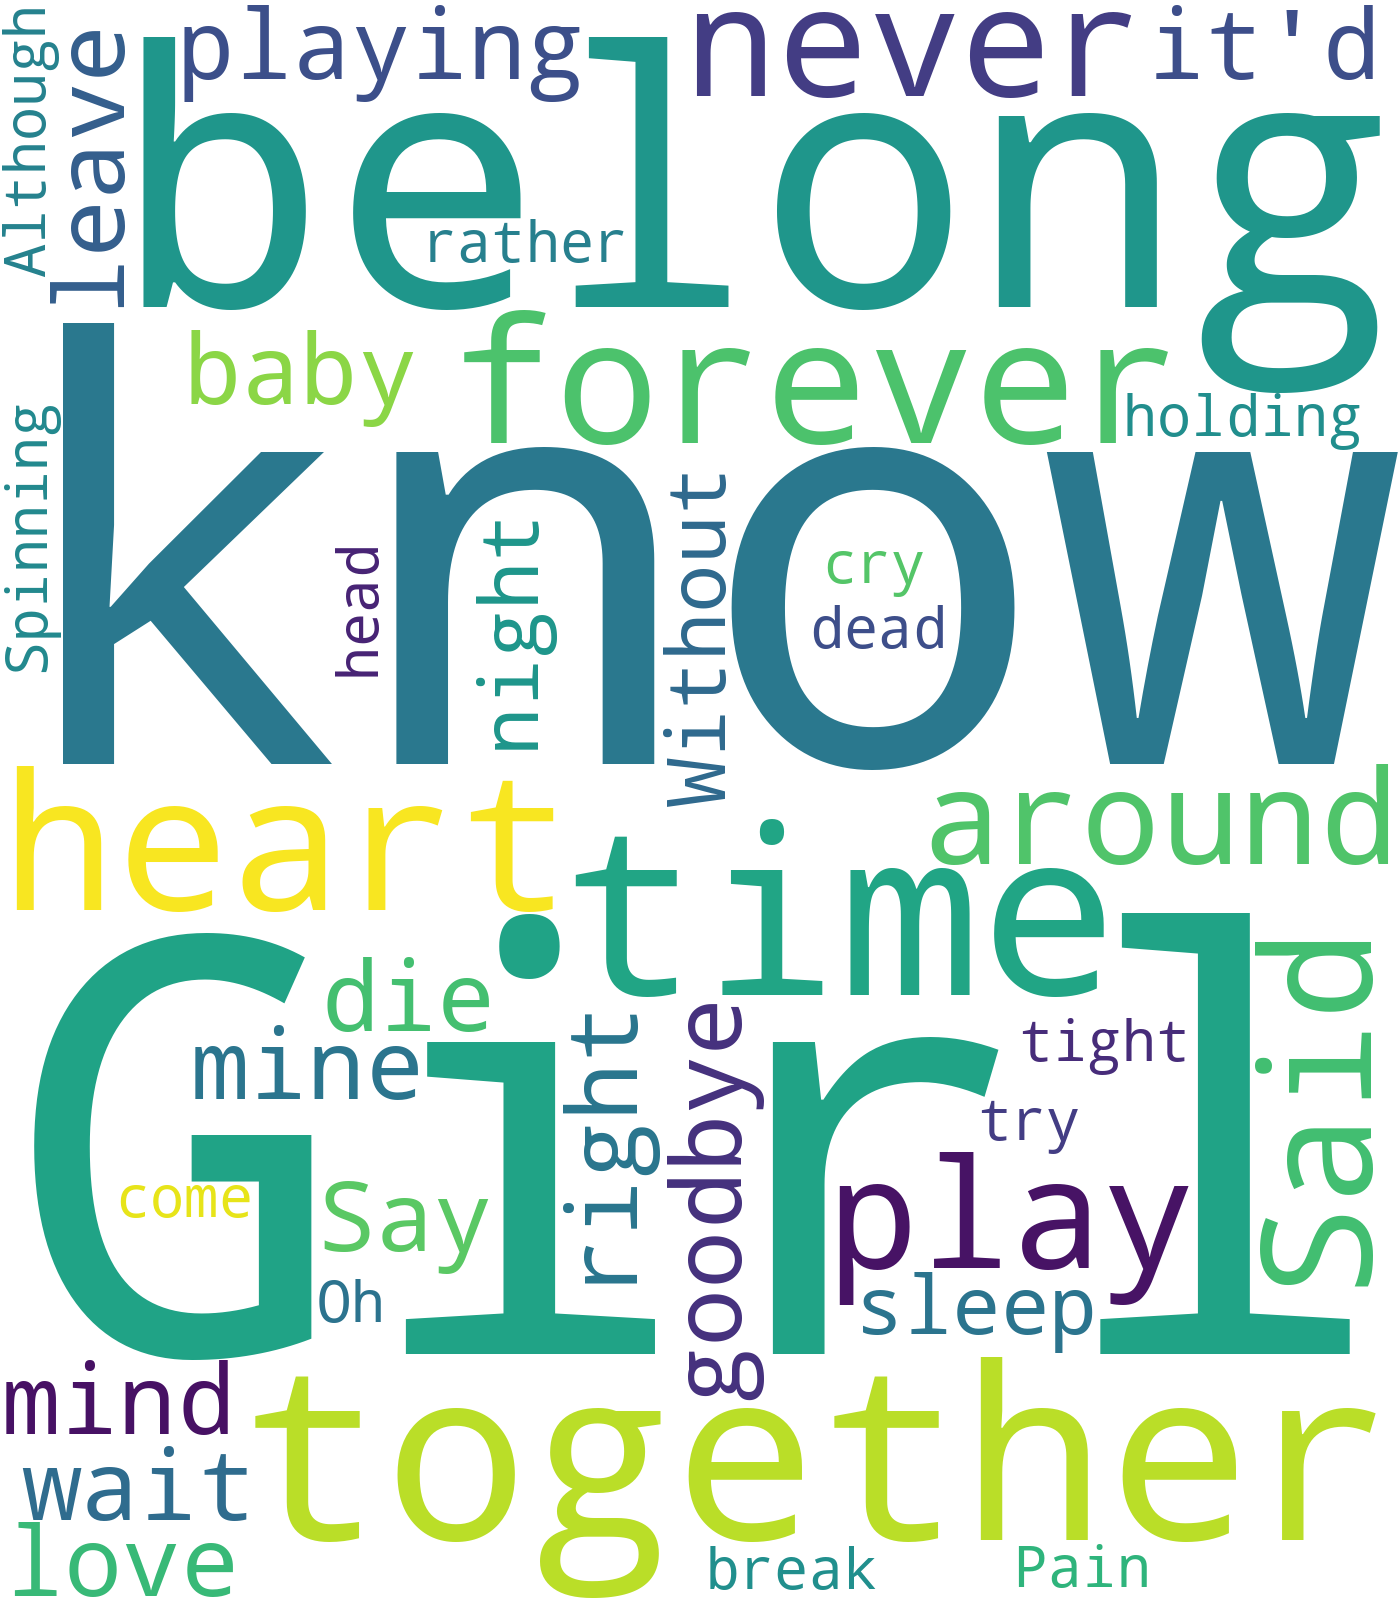 Although
leave
playing
never
it'd
belong
rather
baby
forever
holding
Spinning
know
head
night
Without
cry
dead
heart
around
time
Girl
die
mine
right
goodbye
tight
try
Said
come
Say
play
Oh
sleep
mind
together
wait
love
break
Pain